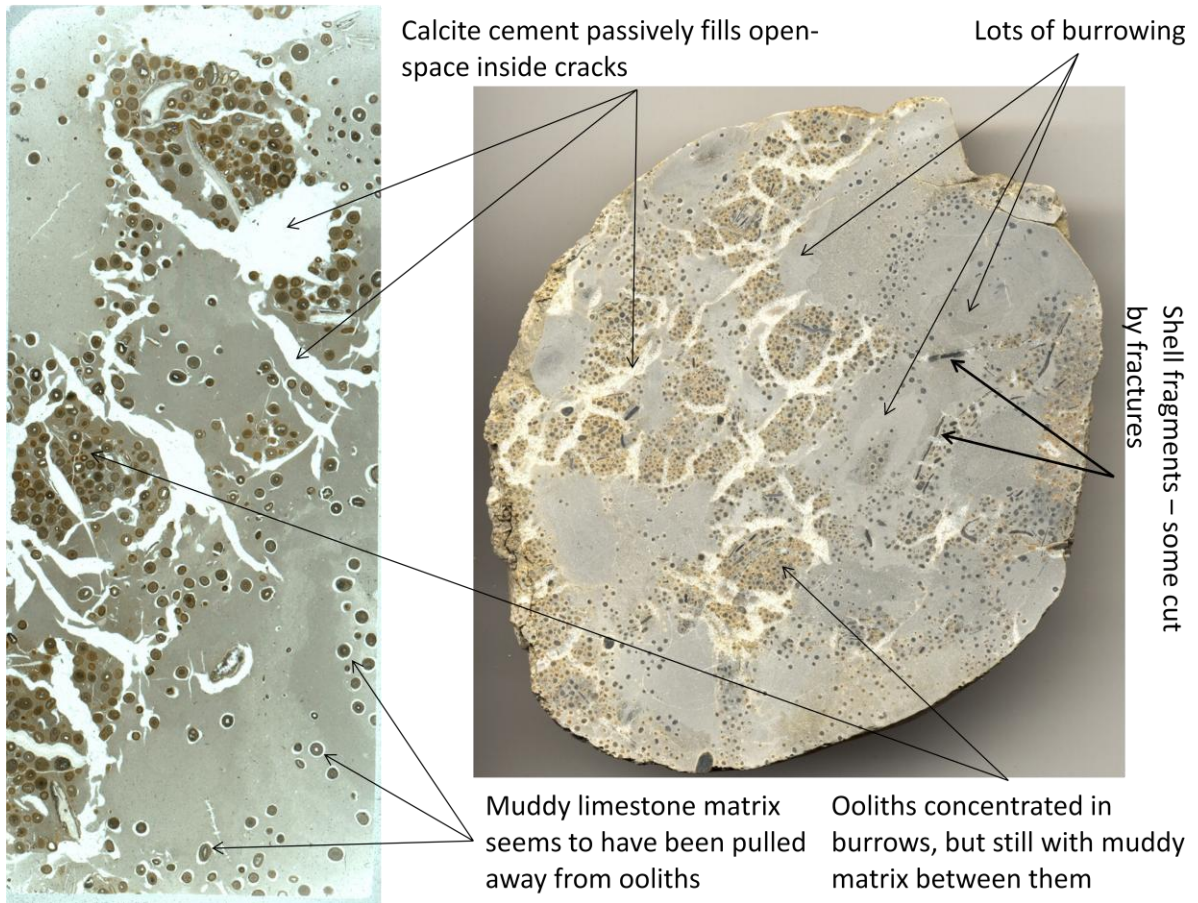 Calcite cement passively fills open-
space inside cracks
Lots of burrowing
Shell fragments – some cut
by fractures
Muddy limestone matrix
seems to have been pulled
away from ooliths
Ooliths concentrated in
burrows, but still with muddy
matrix between them